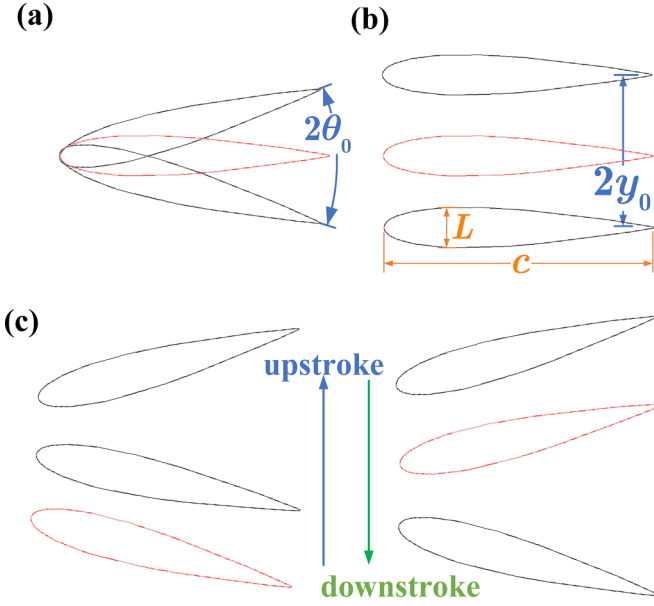 (a)
(b)
2θ₀
2y₀
L
c
(c)
upstroke
downstroke